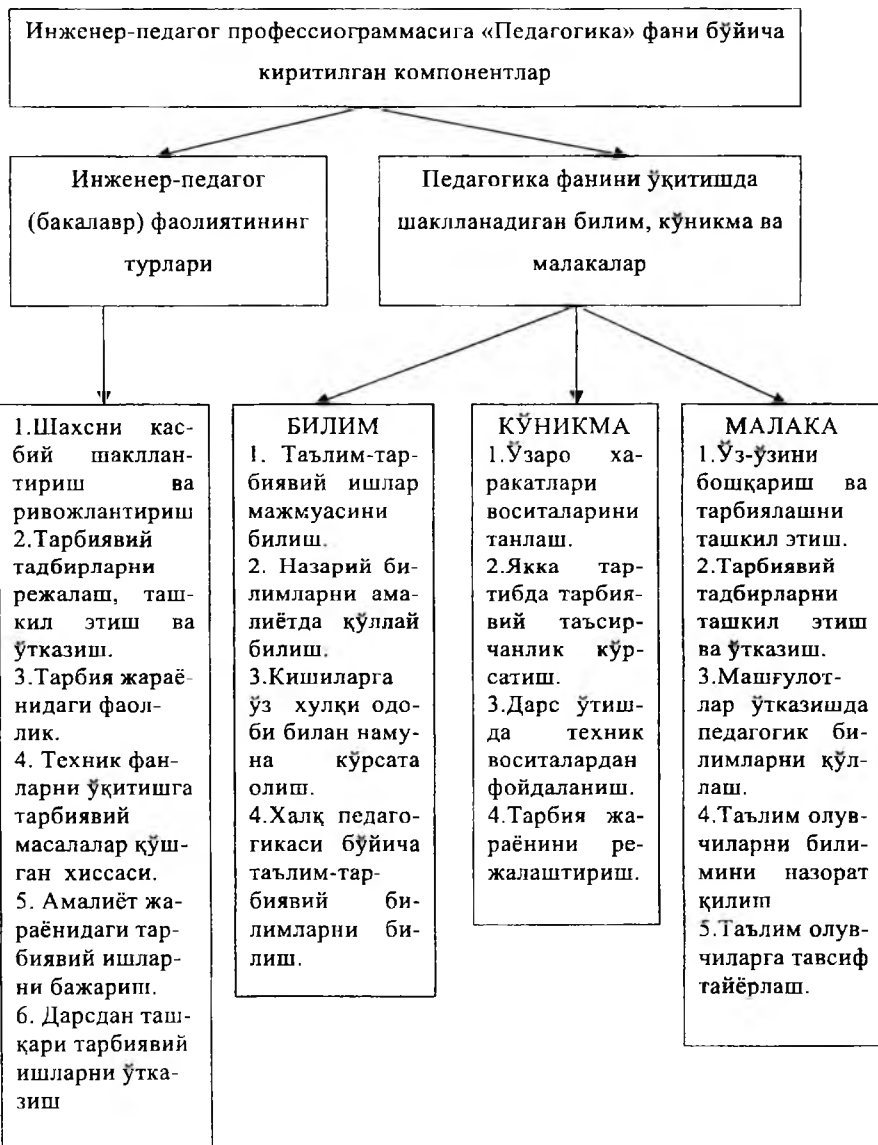 Инженер-педагог профессиограммасига «Педагогика» фани бўйича
киритилган компонентлар
Инженер-педагог
(бакалавр) фаолиятининг
турлари
Педагогика фанини ўқитишда
шаклланадиган билим, кўникма ва
малакалар
1.Шахсни кас-
бий шакллан-
тириш ва
ривожлантириш
2.Тарбиявий
тадбирларни
режалаш, таш-
кил этиш ва
ўтказиш.
3.Тарбия жараё-
нидаги фаол-
лик.
4. Техник фан-
ларни ўқитишга
тарбиявий
масалалар қўш-
ган хиссаси.
5. Амалиёт жа-
раёнидаги тар-
биявий ишлар-
ни бажариш.
6. Дарсдан таш-
қари тарбиявий
ишларни ўтка-
зиш
БИЛИМ
1. Таълим-тар-
биявий ишлар
мажмуасини
билиш.
2. Назарий би-
лимларни ама-
лиётда қўллай
билиш.
3.Кишиларга
ўз хулқи одо-
би билан наму-
на кўрсата
олиш.
4.Халқ педаго-
гикаси бўйича
таълим-тар-
биявий би-
лимларни би-
лиш.
КЎНИКМА
1.Ўзаро ха-
ракатлари
воситаларини
танлаш.
2.Якка тар-
тибда тарбия-
вий таъсир-
чанлик кўр-
сатиш.
3.Дарс ўтиш-
да техник
воситалардан
фойдаланиш.
4.Тарбия жа-
раёнини ре-
жалаштириш.
МАЛАКА
1.Ўз-ўзини
бошқариш ва
тарбиялашни
ташкил этиш.
2.Тарбиявий
тадбирларни
ташкил этиш
ва ўтказиш.
3.Машғулот-
лар ўтказишда
педагогик би-
лимларни қўл-
лаш.
4.Таълим олув-
чиларни били-
мини назорат
қилиш
5.Таълим олув-
чиларга тавсиф
тайёрлаш.